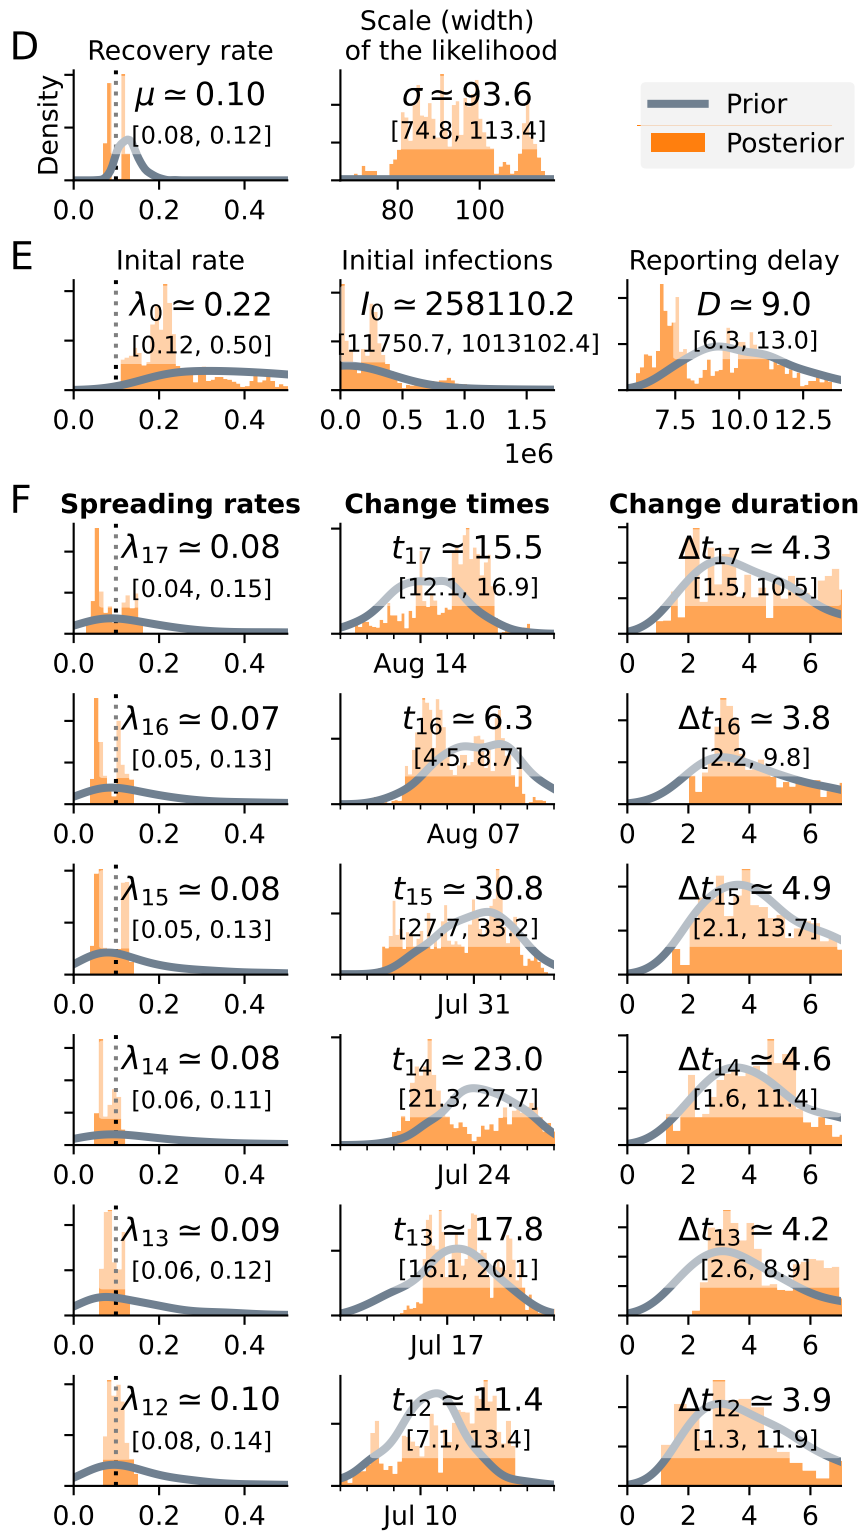 D
Recovery rate
Scale (width)
of the likelihood
Density
μ ≃ 0.10
[0.08, 0.12]
0.0 0.2 0.4
σ ≃ 93.6
[74.8, 113.4]
80 100
Prior
Posterior
E
Inital rate
λ0 ≃ 0.22
[0.12, 0.50]
0.0 0.2 0.4
Initial infections
I0 ≃ 258110.2
[11750.7, 1013102.4]
0.0 0.5 1.0 1.5
1e6
Reporting delay
D ≃ 9.0
[6.3, 13.0]
7.5 10.0 12.5
F
Spreading rates
Change times
Change duration
λ17 ≃ 0.08
[0.04, 0.15]
0.0 0.2 0.4
t17 ≃ 15.5
[12.1, 16.9]
Aug 14
Δt17 ≃ 4.3
[1.5, 10.5]
0 2 4 6
λ16 ≃ 0.07
[0.05, 0.13]
0.0 0.2 0.4
t16 ≃ 6.3
[4.5, 8.7]
Aug 07
Δt16 ≃ 3.8
[2.2, 9.8]
0 2 4 6
λ15 ≃ 0.08
[0.05, 0.13]
0.0 0.2 0.4
t15 ≃ 30.8
[27.7, 33.2]
Jul 31
Δt15 ≃ 4.9
[2.1, 13.7]
0 2 4 6
λ14 ≃ 0.08
[0.06, 0.11]
0.0 0.2 0.4
t14 ≃ 23.0
[21.3, 27.7]
Jul 24
Δt14 ≃ 4.6
[1.6, 11.4]
0 2 4 6
λ13 ≃ 0.09
[0.06, 0.12]
0.0 0.2 0.4
t13 ≃ 17.8
[16.1, 20.1]
Jul 17
Δt13 ≃ 4.2
[2.6, 8.9]
0 2 4 6
λ12 ≃ 0.10
[0.08, 0.14]
0.0 0.2 0.4
t12 ≃ 11.4
[7.1, 13.4]
Jul 10
Δt12 ≃ 3.9
[1.3, 11.9]
0 2 4 6